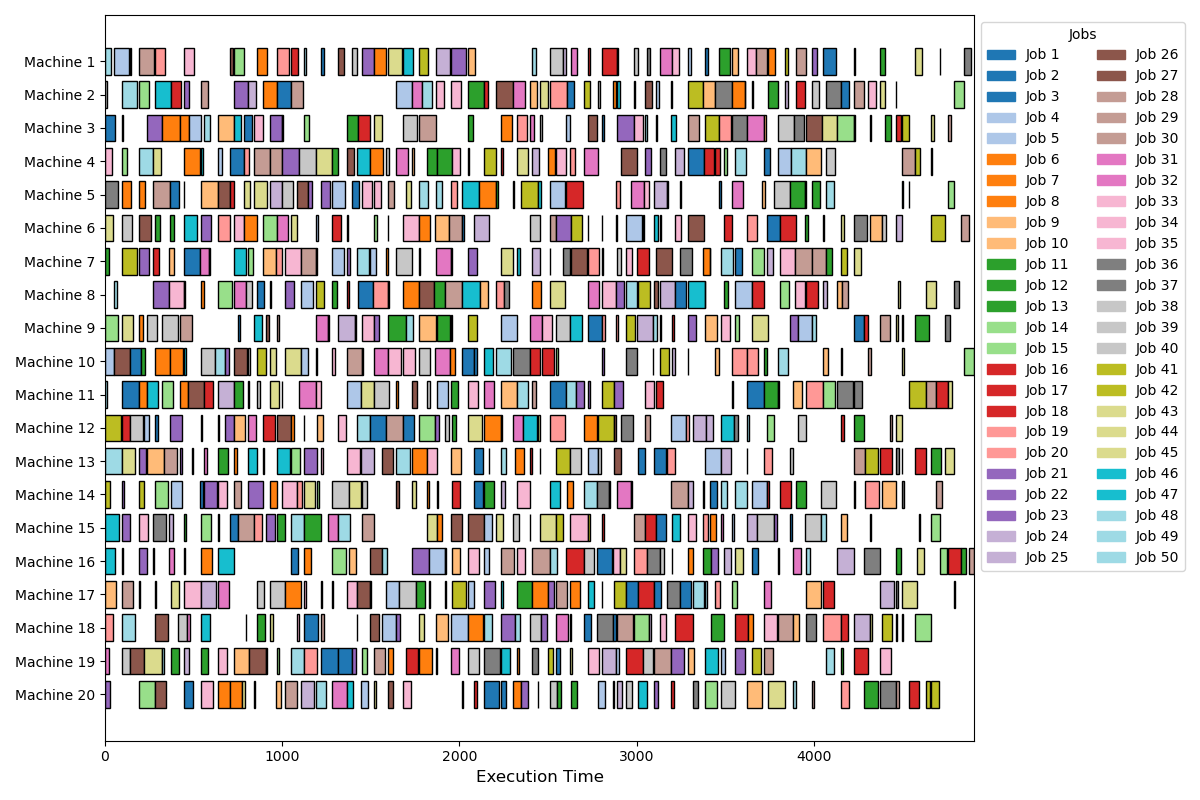 Machine 1
Machine 2
Machine 3
Machine 4
Machine 5
Machine 6
Machine 7
Machine 8
Machine 9
Machine 10
Machine 11
Machine 12
Machine 13
Machine 14
Machine 15
Machine 16
Machine 17
Machine 18
Machine 19
Machine 20
0 1000 2000 3000 4000
Execution Time
Jobs
Job 1 Job 26
Job 2 Job 27
Job 3 Job 28
Job 4 Job 29
Job 5 Job 30
Job 6 Job 31
Job 7 Job 32
Job 8 Job 33
Job 9 Job 34
Job 10 Job 35
Job 11 Job 36
Job 12 Job 37
Job 13 Job 38
Job 14 Job 39
Job 15 Job 40
Job 16 Job 41
Job 17 Job 42
Job 18 Job 43
Job 19 Job 44
Job 20 Job 45
Job 21 Job 46
Job 22 Job 47
Job 23 Job 48
Job 24 Job 49
Job 25 Job 50